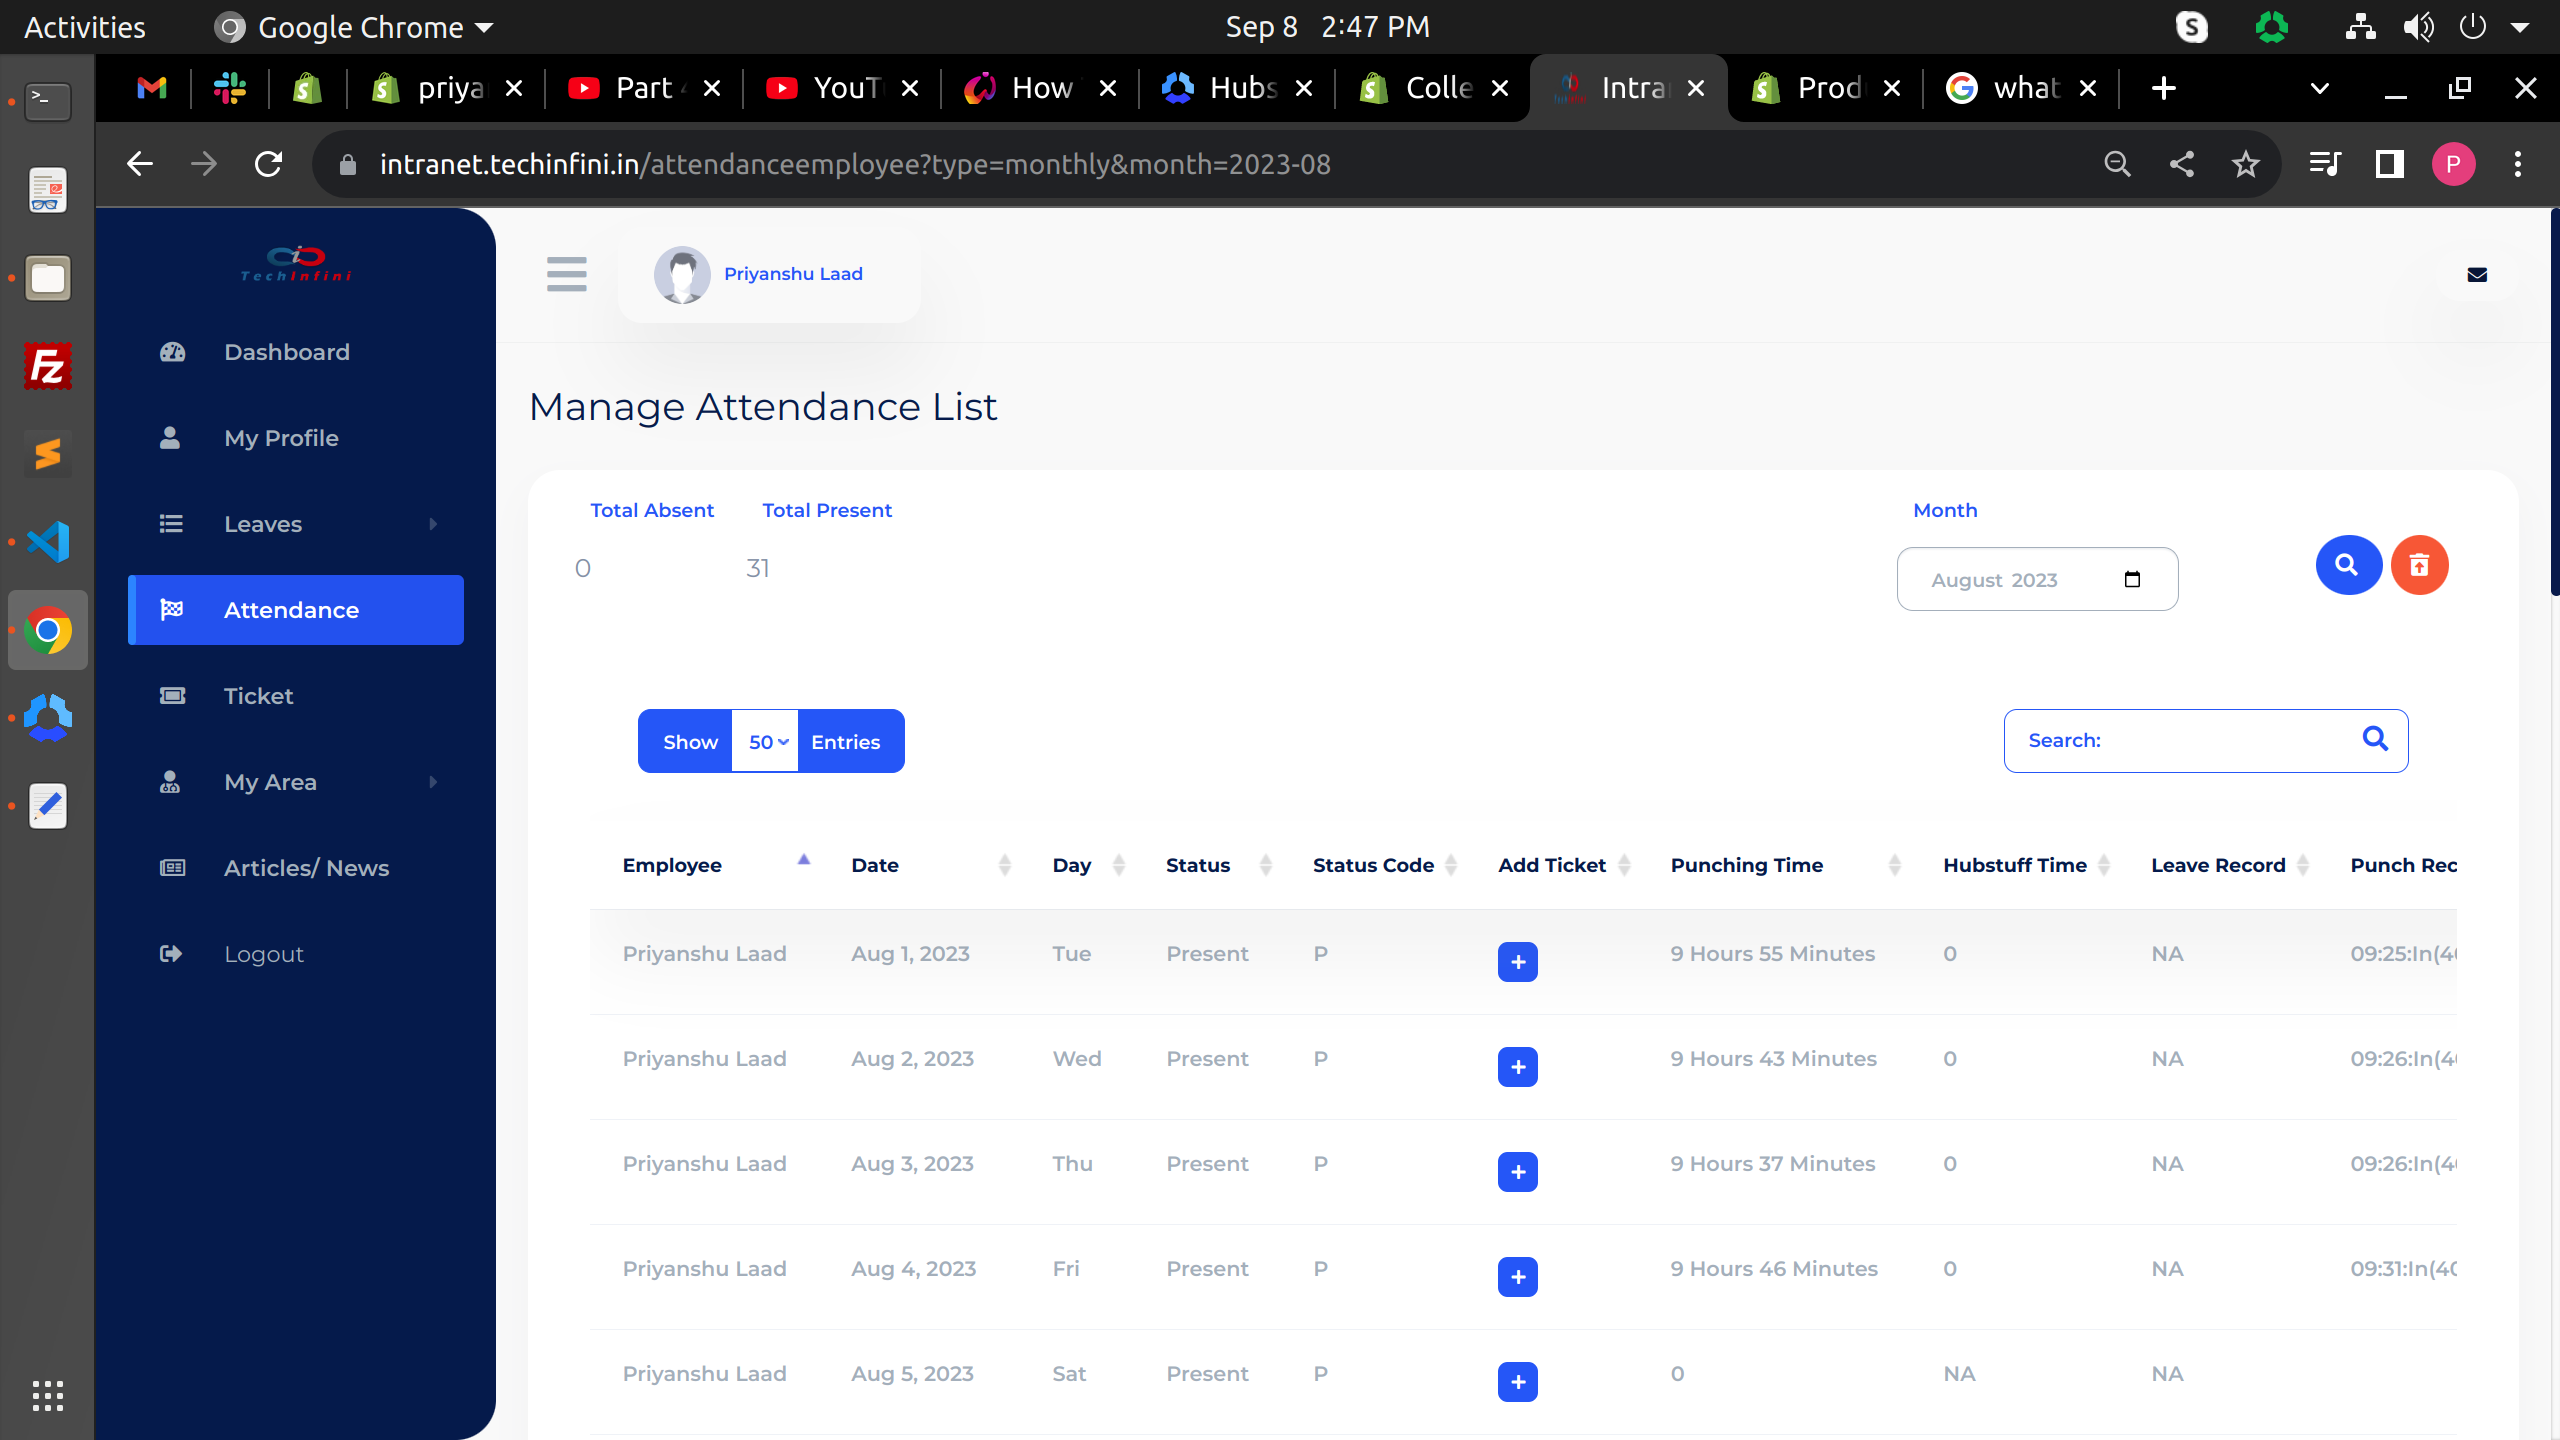 Activities Google Chrome Sep 8 2:47 PM
priya Part YouT How Hubs Colle Intra Prod what
intranet.techinfini.in/attendanceemployee?type=monthly&month=2023-08 P
TechInfini
Priyanshu Laad
Dashboard
My Profile
Leaves
Attendance
Ticket
My Area
Articles/ News
Logout
Manage Attendance List
Total Absent Total Present Month
0 31 August 2023
Show 50 Entries Search:
Employee Date Day Status Status Code Add Ticket Punching Time Hubstuff Time Leave Record Punch Rec
Priyanshu Laad Aug 1, 2023 Tue Present P + 9 Hours 55 Minutes 0 NA 09:25:In(40
Priyanshu Laad Aug 2, 2023 Wed Present P + 9 Hours 43 Minutes 0 NA 09:26:In(40
Priyanshu Laad Aug 3, 2023 Thu Present P + 9 Hours 37 Minutes 0 NA 09:26:In(40
Priyanshu Laad Aug 4, 2023 Fri Present P + 9 Hours 46 Minutes 0 NA 09:31:In(40
Priyanshu Laad Aug 5, 2023 Sat Present P + 0 NA NA